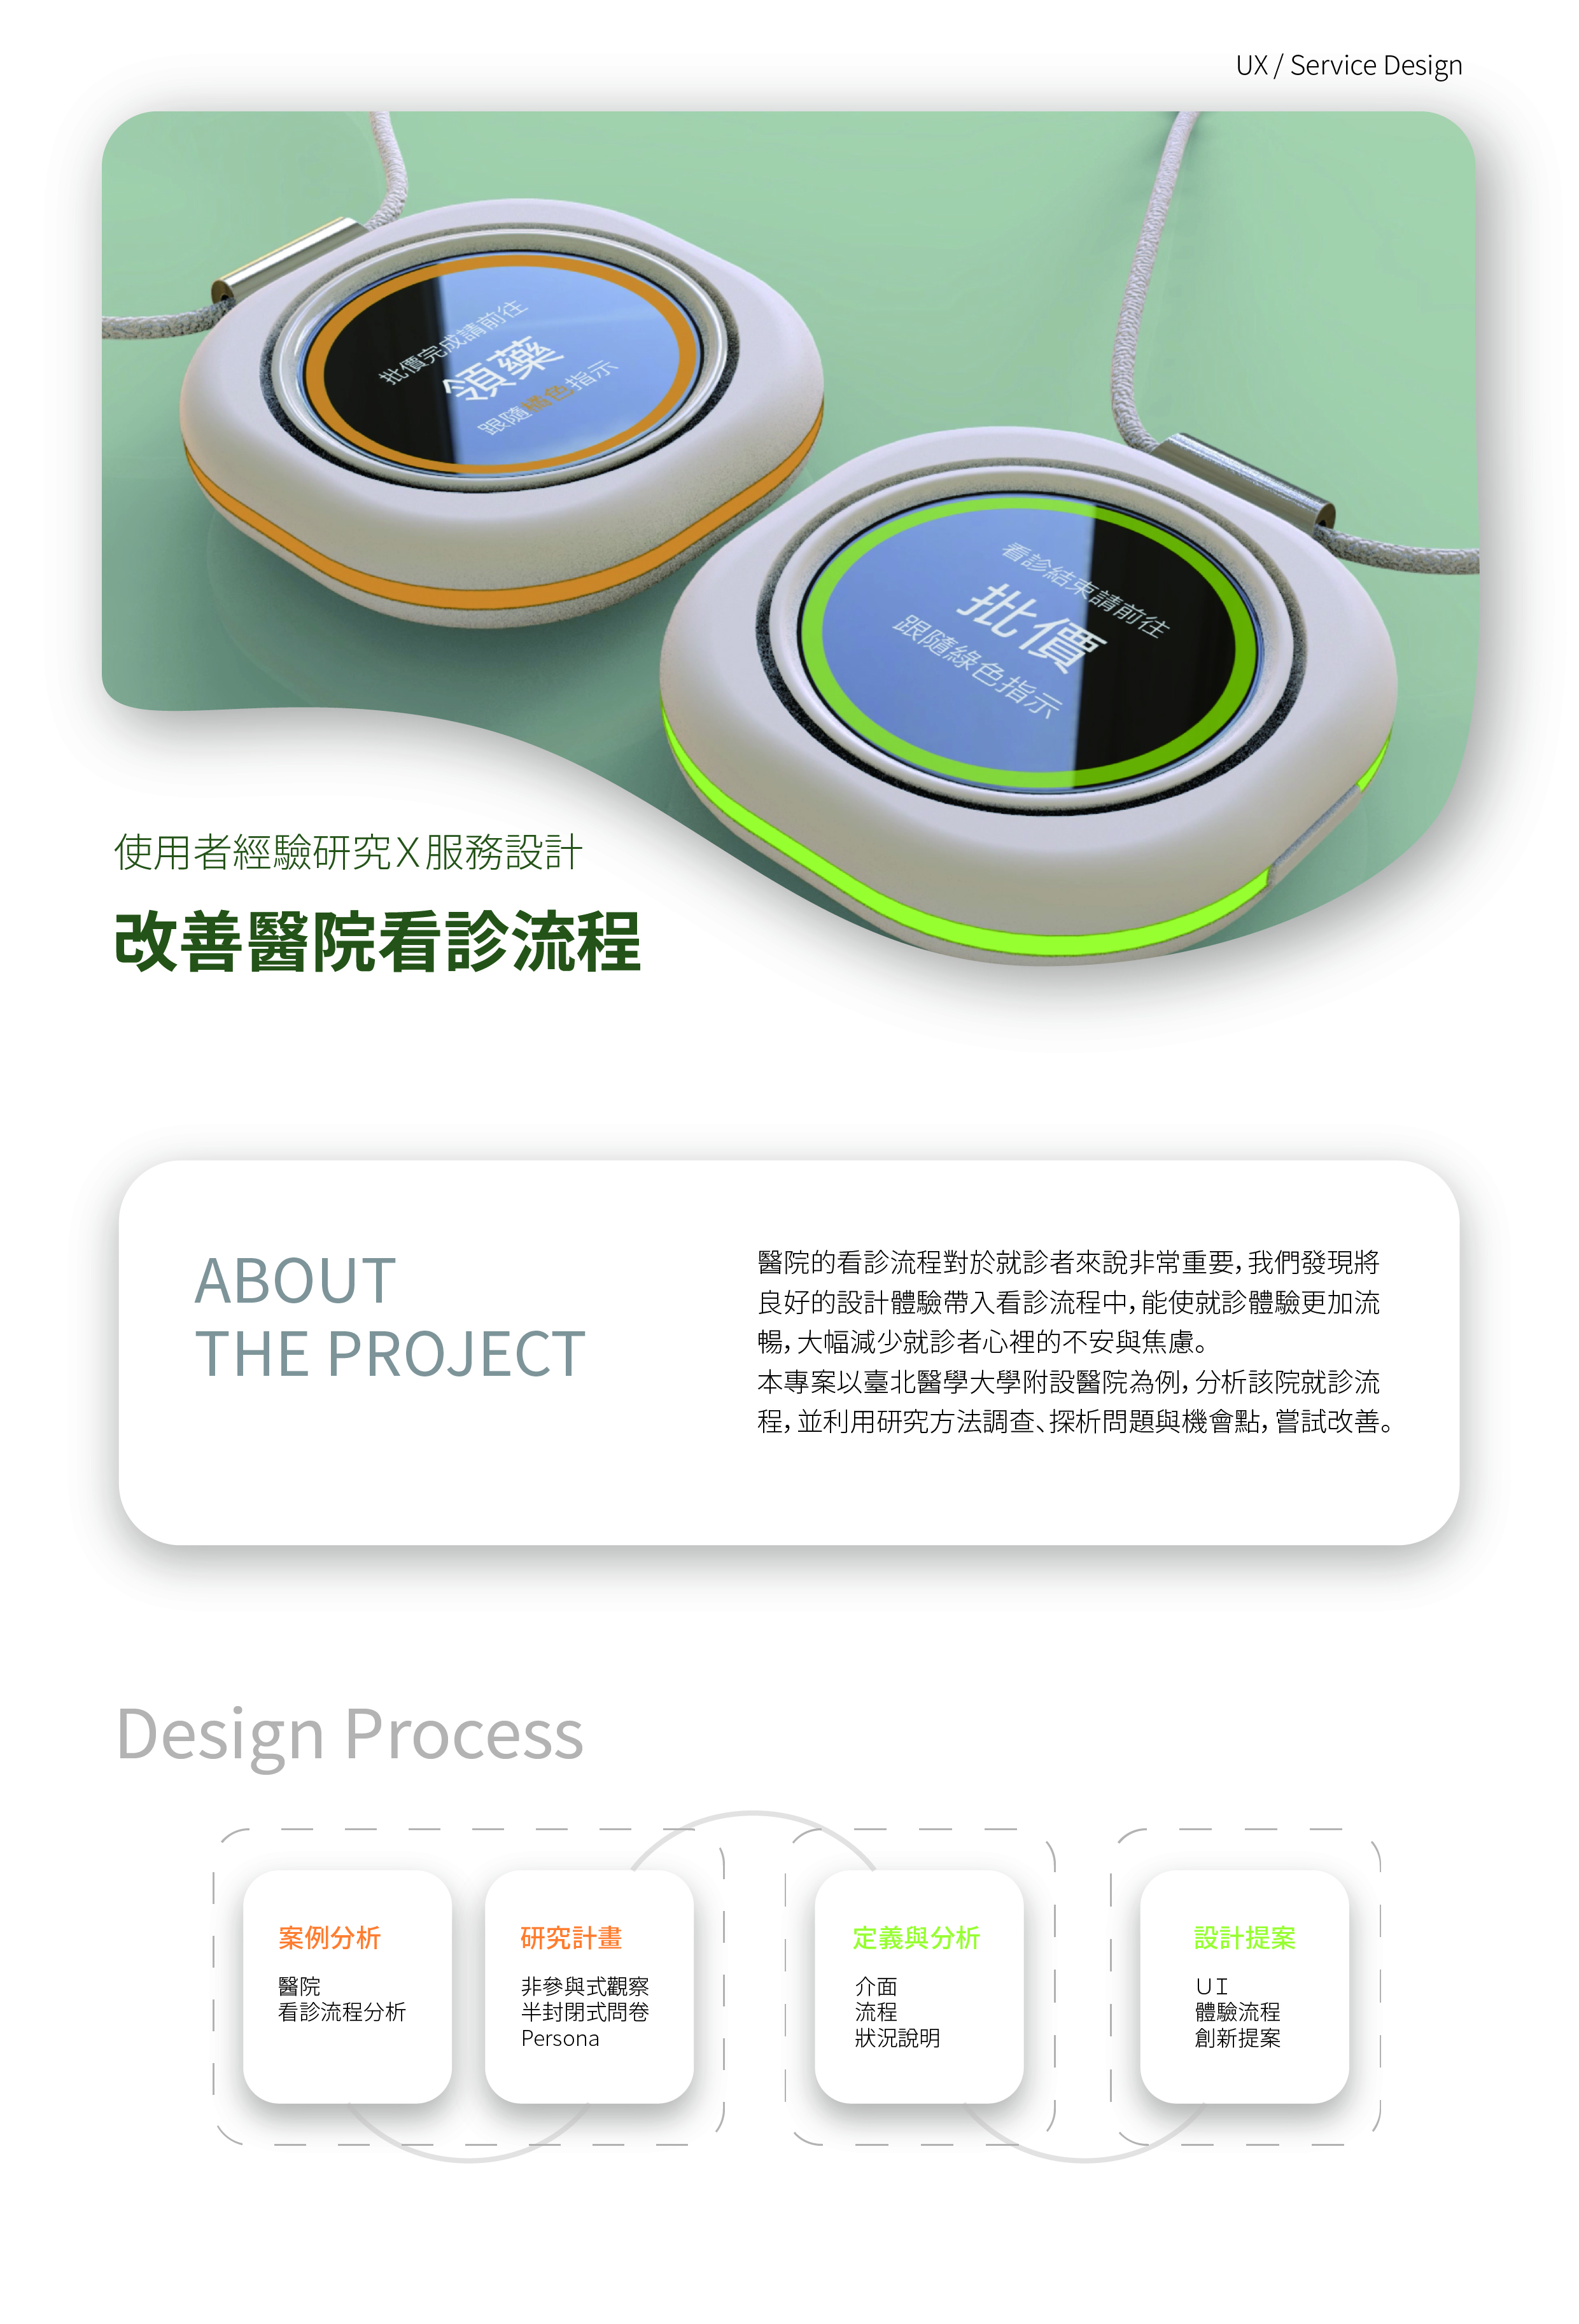 UX / Service Design
批價完成請前往
領藥
跟隨橘色指示
看診結束請前往
批價
跟隨綠色指示
使用者經驗研究X服務設計
改善醫院看診流程
ABOUT
THE PROJECT
醫院的看診流程對於就診者來說非常重要，我們發現將
良好的設計體驗帶入看診流程中，能使就診體驗更加流
暢，大幅減少就診者心裡的不安與焦慮。
本專案以臺北醫學大學附設醫院為例，分析該院就診流
程，並利用研究方法調查、探析問題與機會點，嘗試改善。
Design Process
案例分析
醫院
看診流程分析
研究計畫
非參與式觀察
半封閉式問卷
Persona
定義與分析
介面
流程
狀況說明
設計提案
UI
體驗流程
創新提案